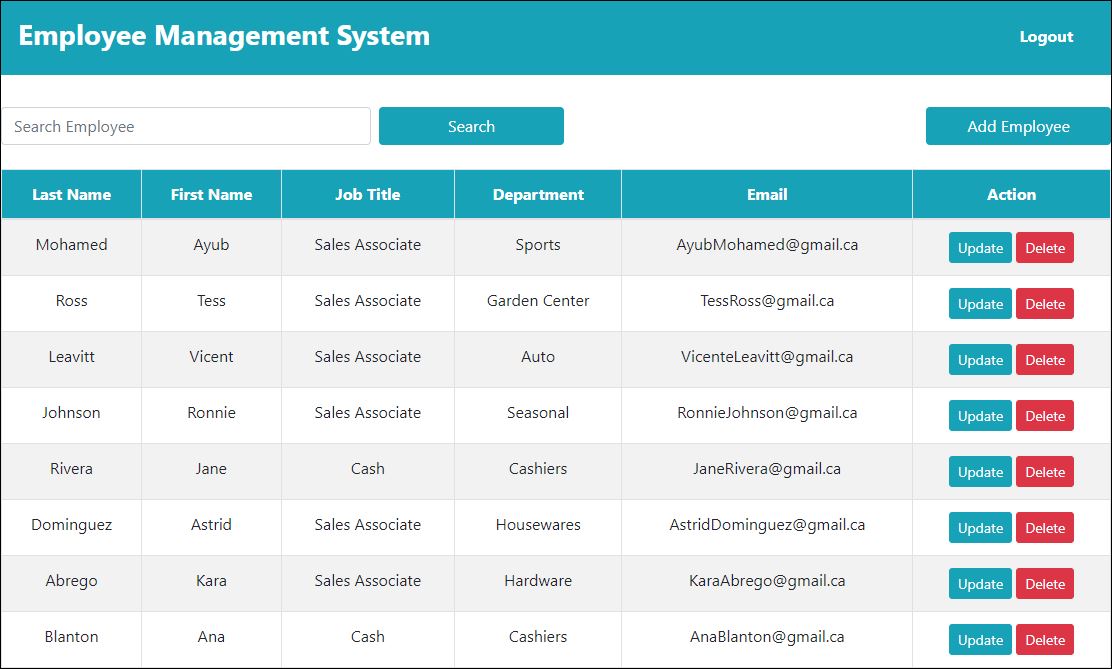 Employee Management System Logout
Search Employee Search Add Employee
Last Name First Name Job Title Department Email Action
Mohamed Ayub Sales Associate Sports AyubMohamed@gmail.ca Update Delete
Ross Tess Sales Associate Garden Center TessRoss@gmail.ca Update Delete
Leavitt Vicent Sales Associate Auto VicenteLeavitt@gmail.ca Update Delete
Johnson Ronnie Sales Associate Seasonal RonnieJohnson@gmail.ca Update Delete
Rivera Jane Cash Cashiers JaneRivera@gmail.ca Update Delete
Dominguez Astrid Sales Associate Housewares AstridDominguez@gmail.ca Update Delete
Abrego Kara Sales Associate Hardware KaraAbrego@gmail.ca Update Delete
Blanton Ana Cash Cashiers AnaBlanton@gmail.ca Update Delete